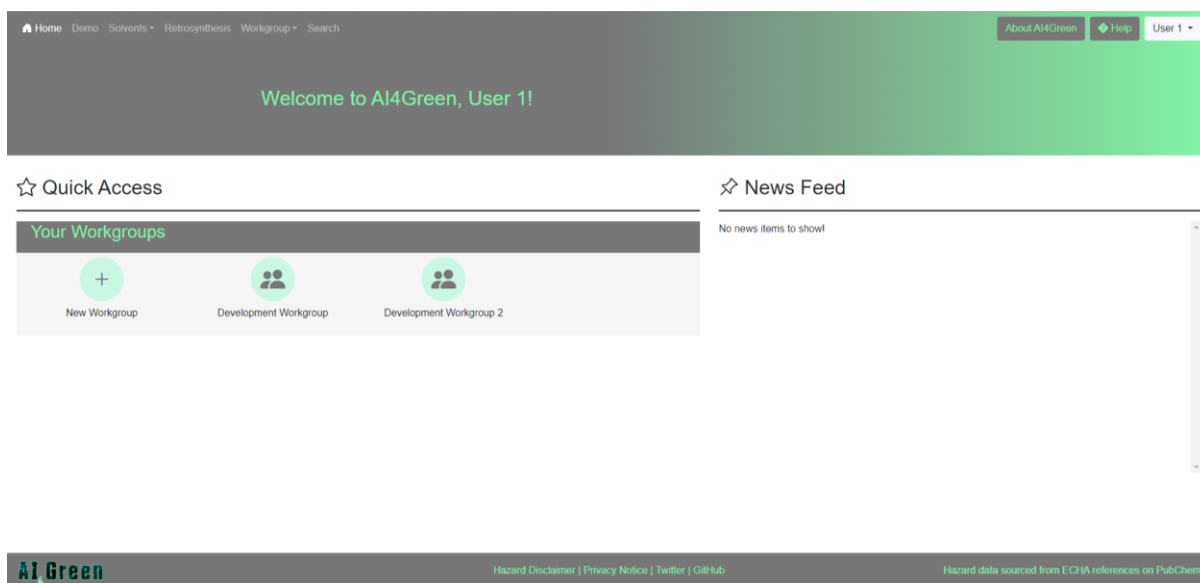 Home Demo Solvents Retrosynthesis Workgroup Search About AI4Green Help User 1
Welcome to AI4Green, User 1!
Quick Access
News Feed
Your Workgroups
No news items to show!
New Workgroup Development Workgroup Development Workgroup 2
AI4Green Hazard Disclaimer | Privacy Notice | Twitter | GitHub Hazard data sourced from ECHA references on PubChem